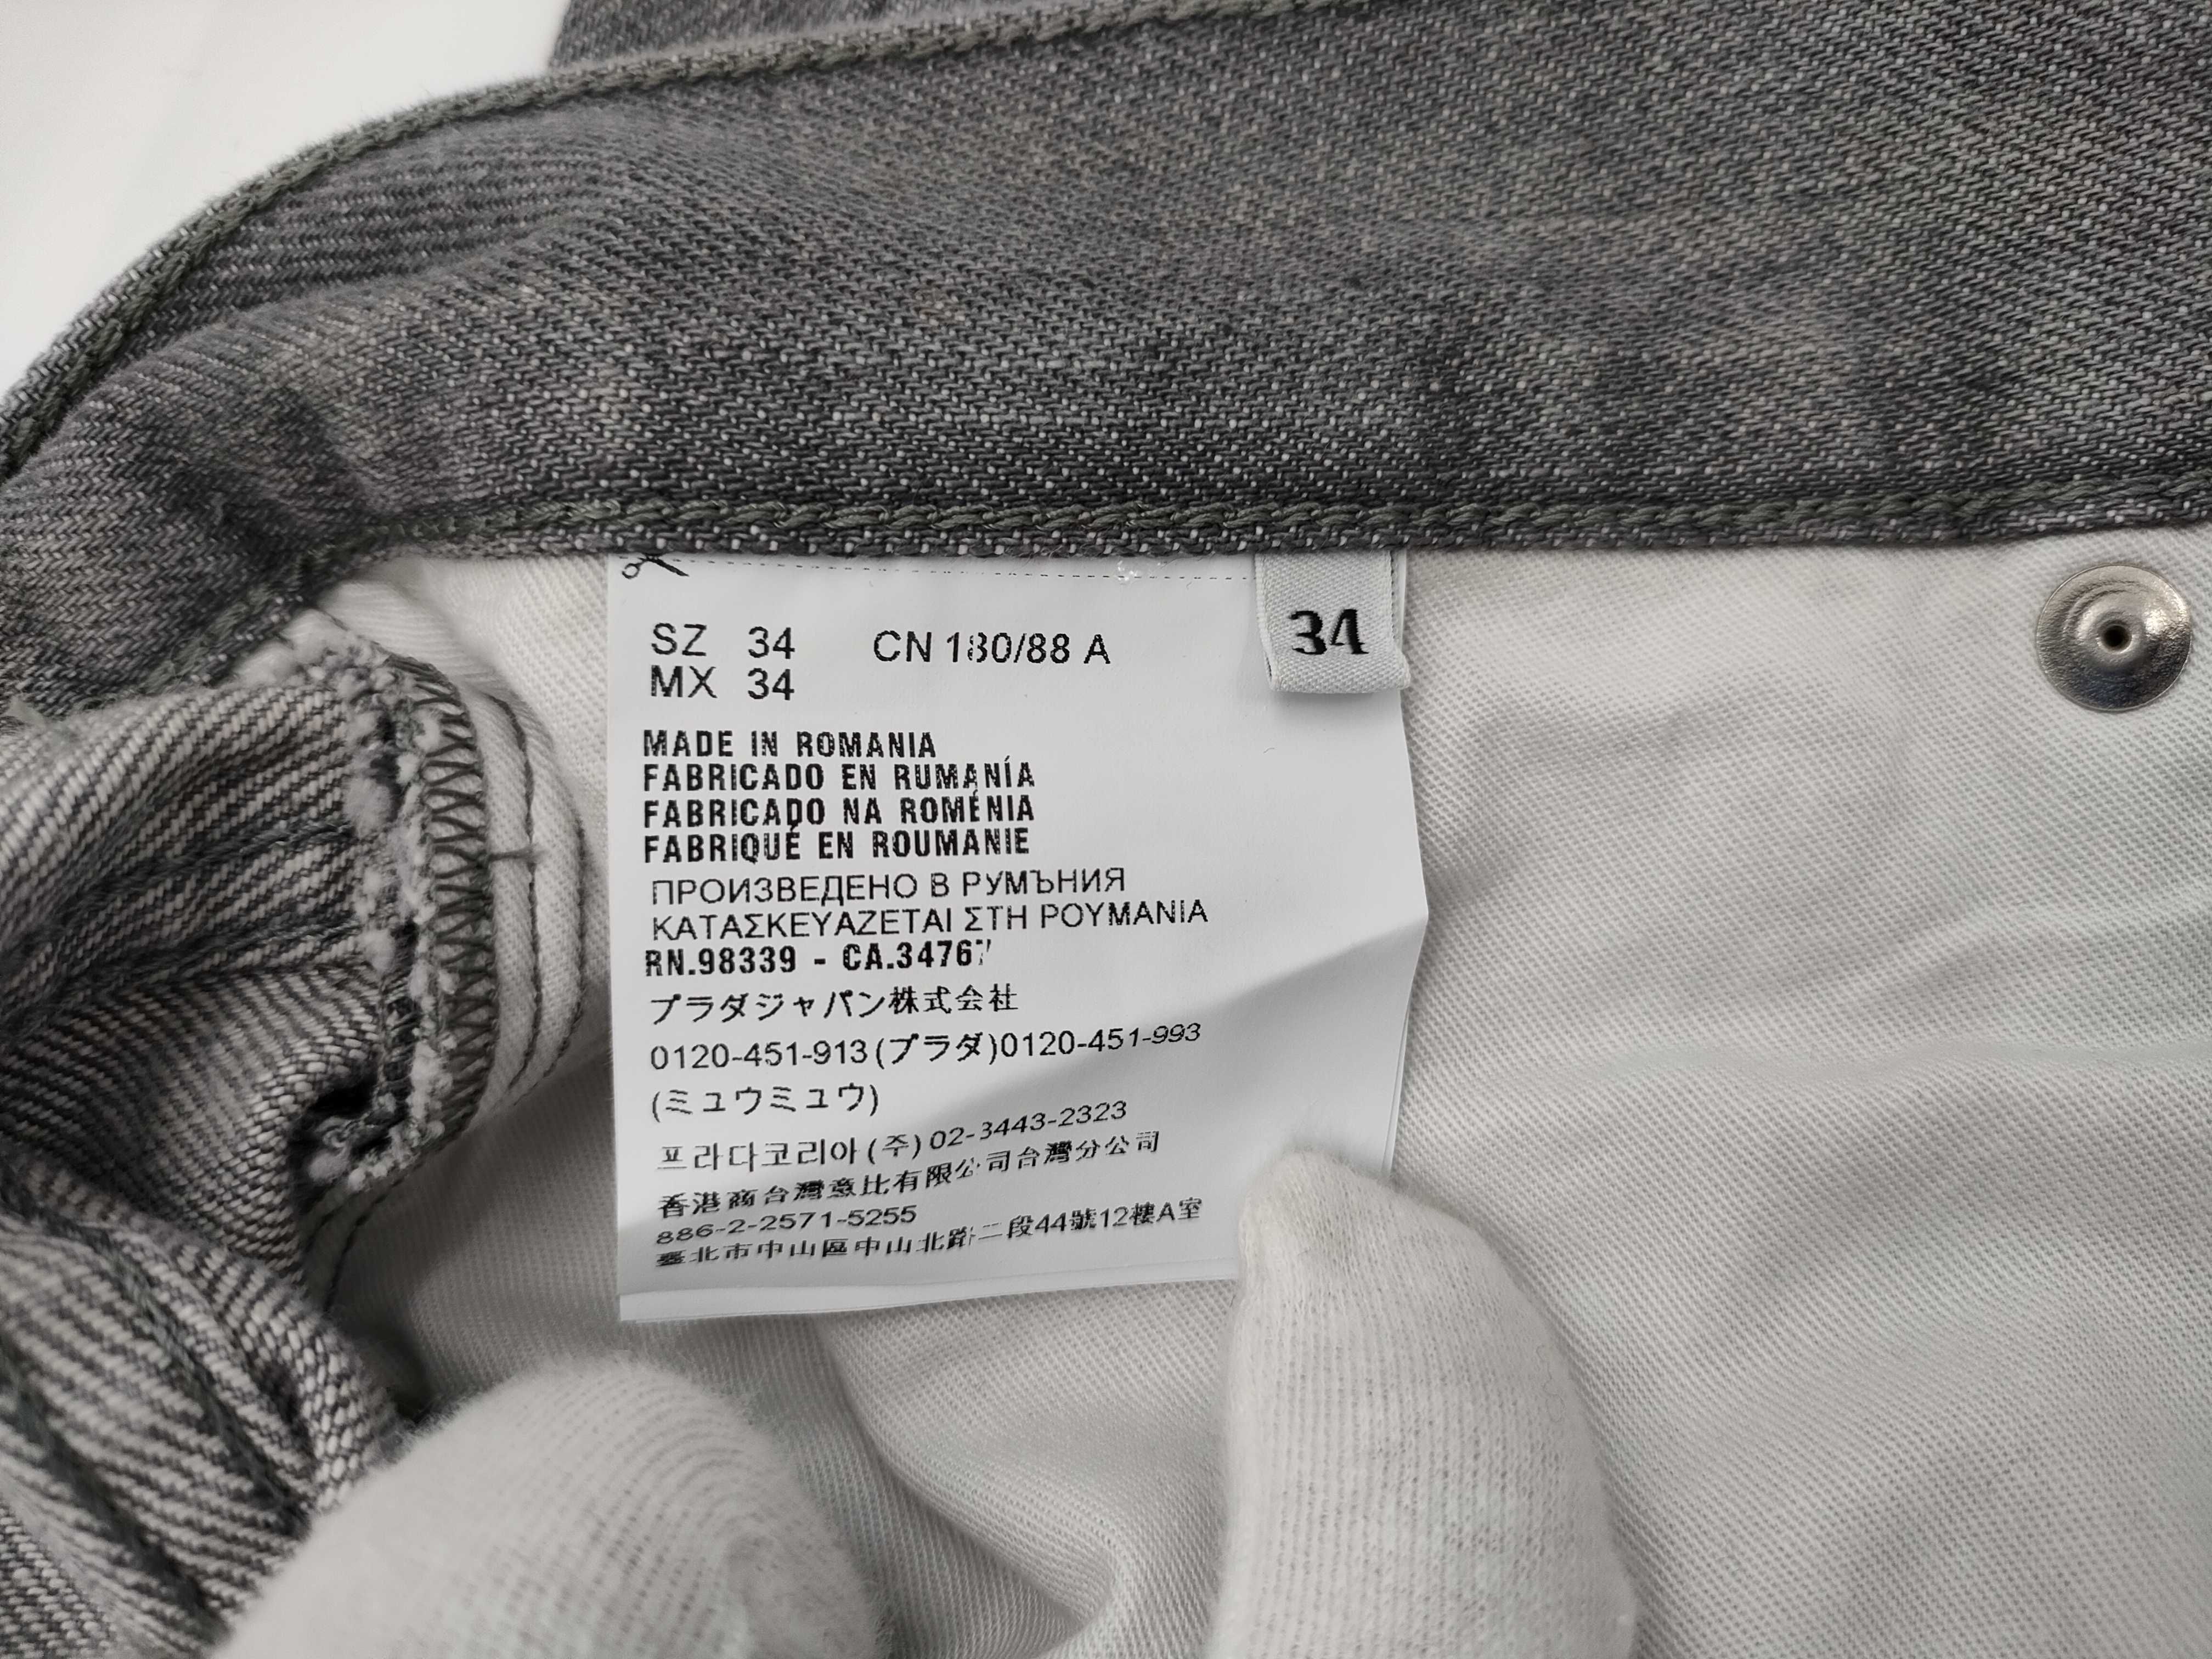 SZ 34 CN 180/88 A
MX 34
34
MADE IN ROMANIA
FABRICADO EN RUMANÍA
FABRICADO NA ROMÉNIA
FABRIQUÉ EN ROUMANIE
ПРОИЗВЕДЕНО В РУМЪНИЯ
ΚΑΤΑΣΚΕΥΑΖΕΤΑΙ ΣΤΗ ΡΟΥΜΑΝΙΑ
RN.98339 - CA.34767
プラダジャパン株式会社
0120-451-913(プラダ)0120-451-993
(ミュウミュウ)
프라다코리아(주)02-3443-2323
香港商台灣意比有限公司台灣分公司
886-2-2571-5255
臺北市中山區中山北路二段44號12樓A室